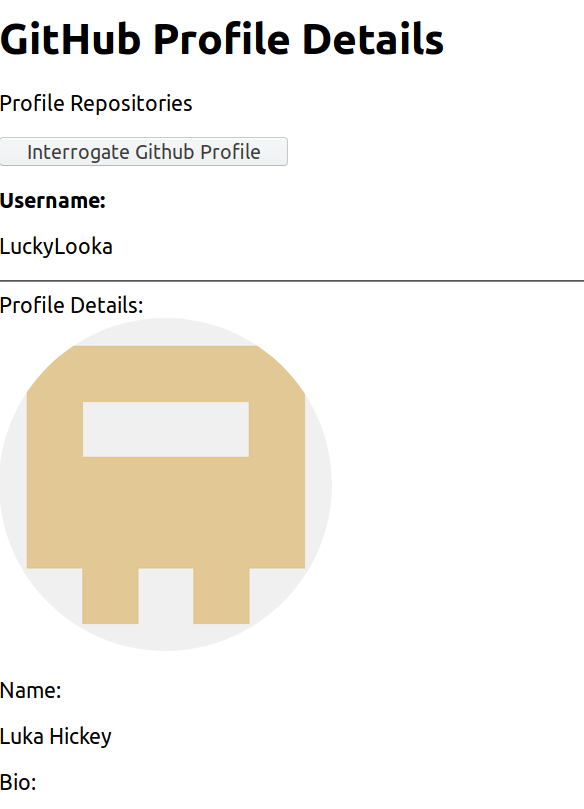 GitHub Profile Details
Profile Repositories
Interrogate Github Profile
Username:
LuckyLooka
Profile Details:
Name:
Luka Hickey
Bio: